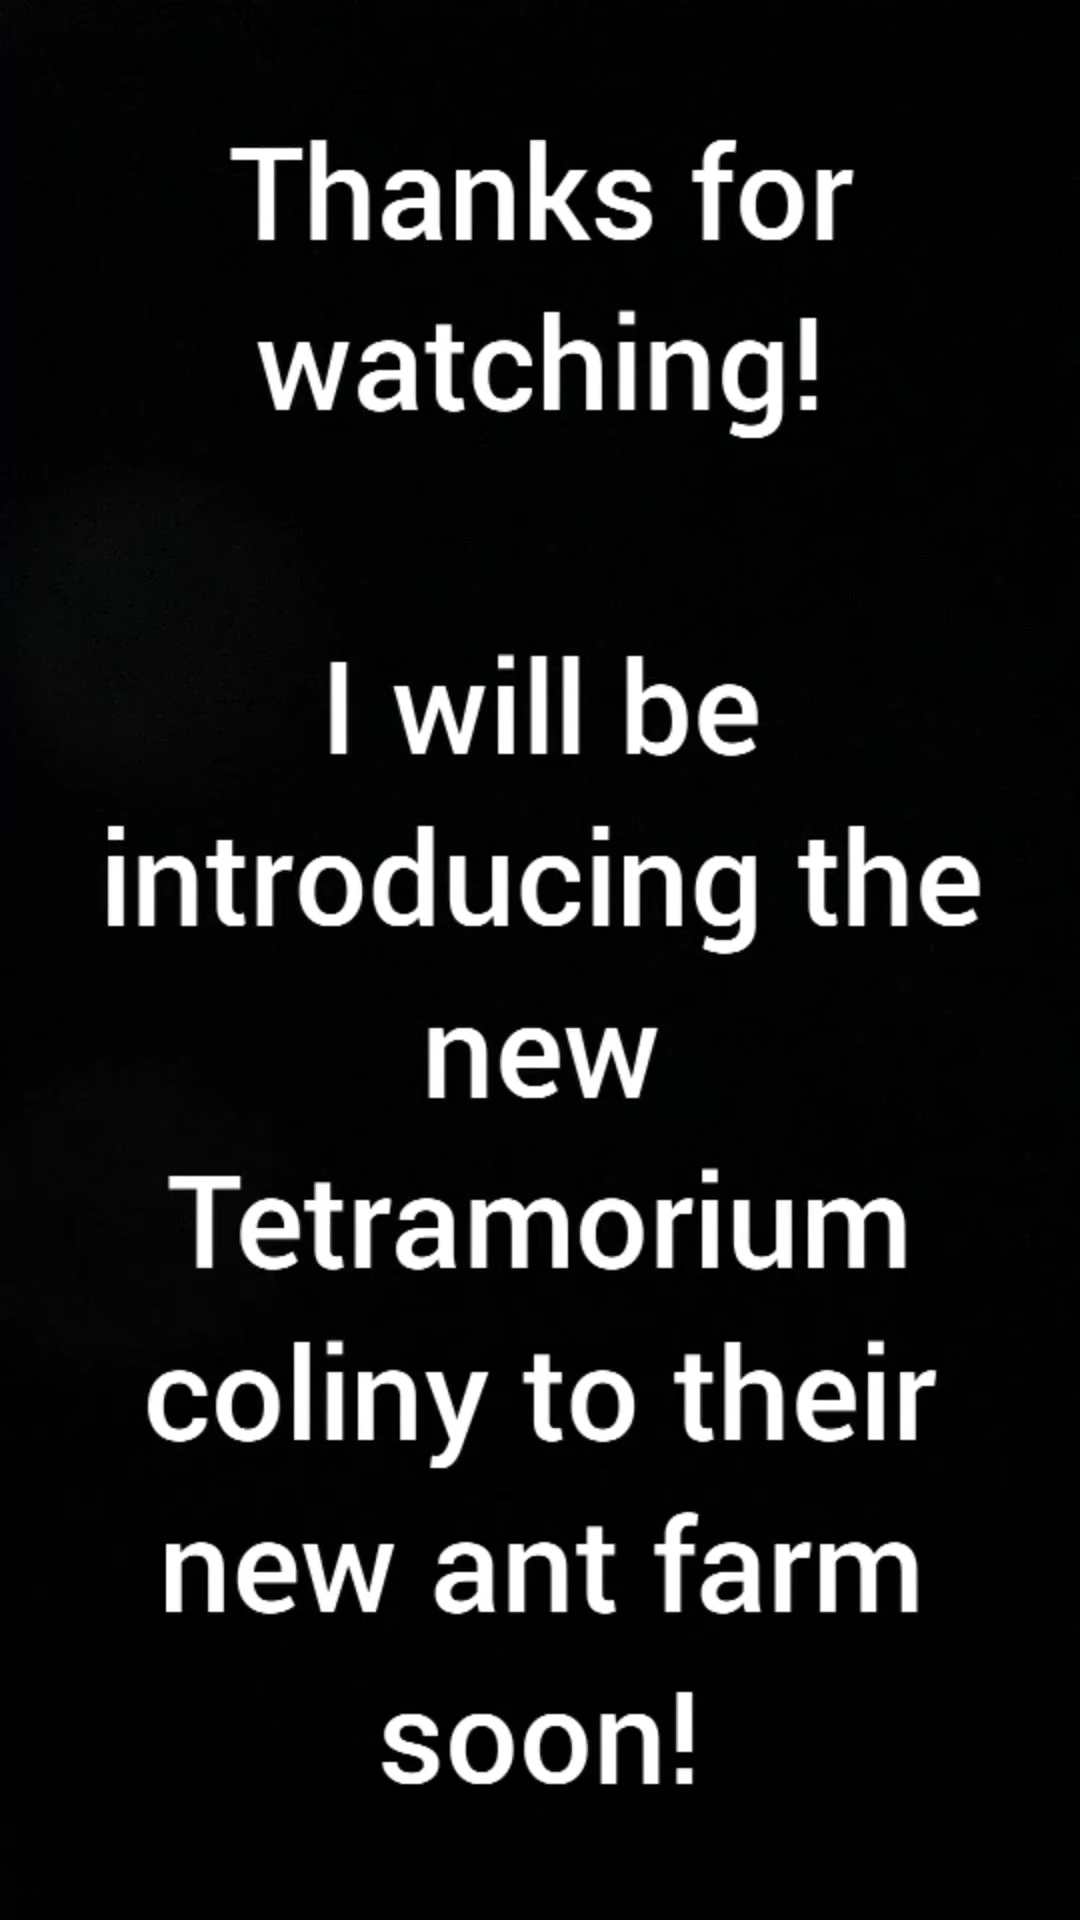 Thanks for
watching!
I will be
introducing the
new
Tetramorium
coliny to their
new ant farm
soon!